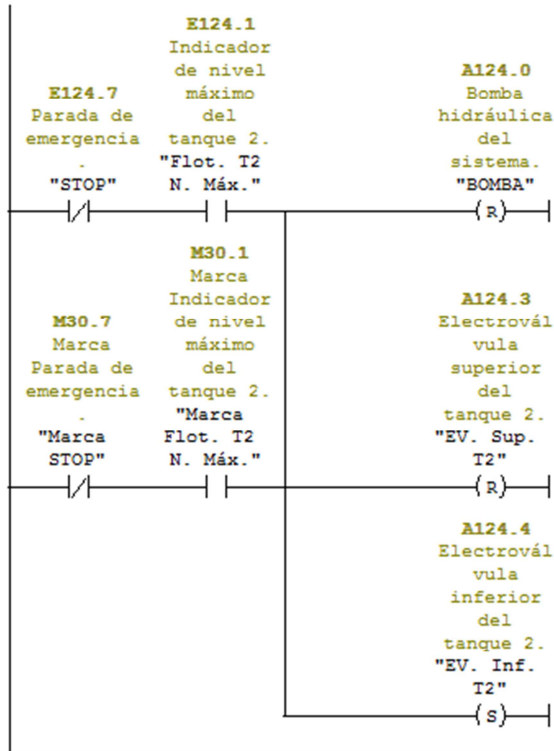 E124.7
Parada de
emergencia
.
"STOP"
E124.1
Indicador
de nivel
máximo
del
tanque 2.
"Flot. T2
N. Máx."
A124.0
Bomba
hidráulica
del
sistema.
"BOMBA"
R
M30.7
Marca
Parada de
emergencia
.
"Marca
STOP"
M30.1
Marca
Indicador
de nivel
máximo
del
tanque 2.
"Marca
Flot. T2
N. Máx."
A124.3
Electrovál
vula
superior
del
tanque 2.
"EV. Sup.
T2"
R
A124.4
Electrovál
vula
inferior
del
tanque 2.
"EV. Inf.
T2"
S